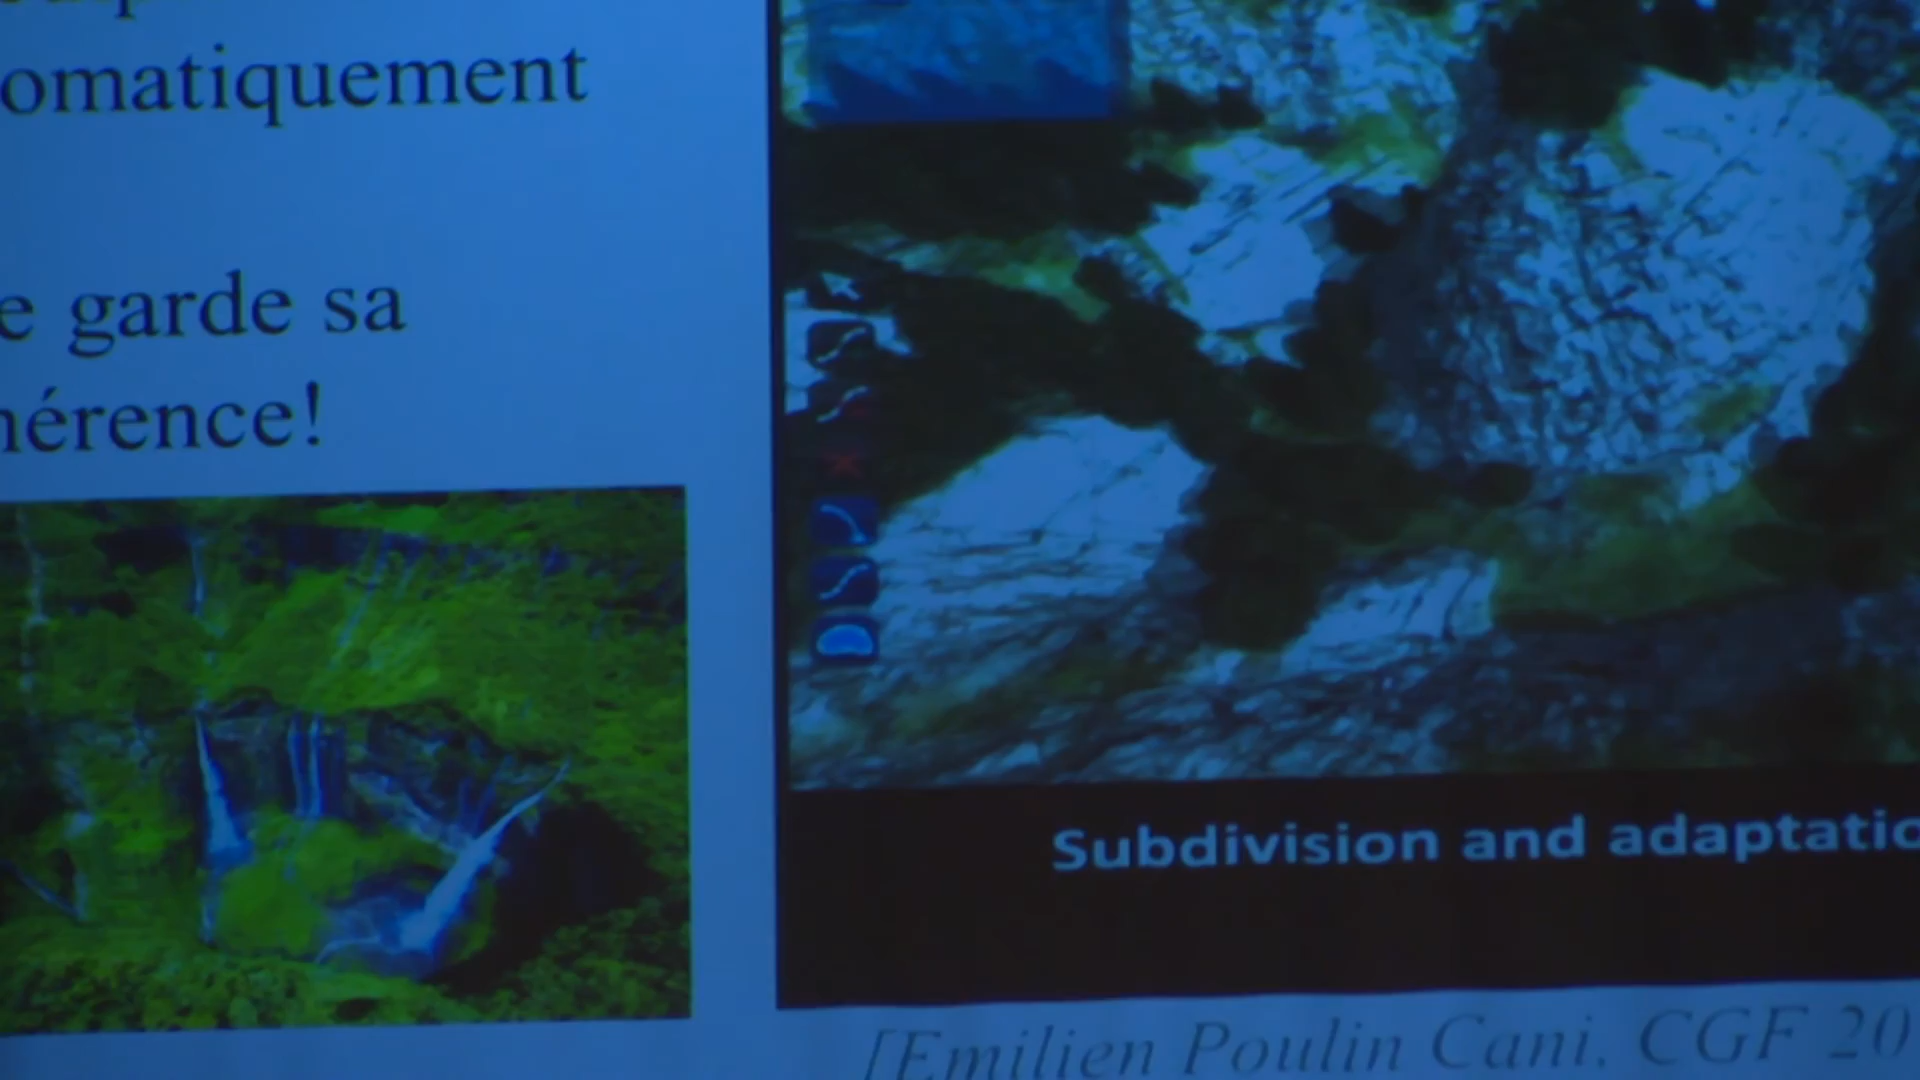 omatiquement
e garde sa
hérence!
Subdivision and adaptatio
[Emilien Poulin Cani. CGF 20